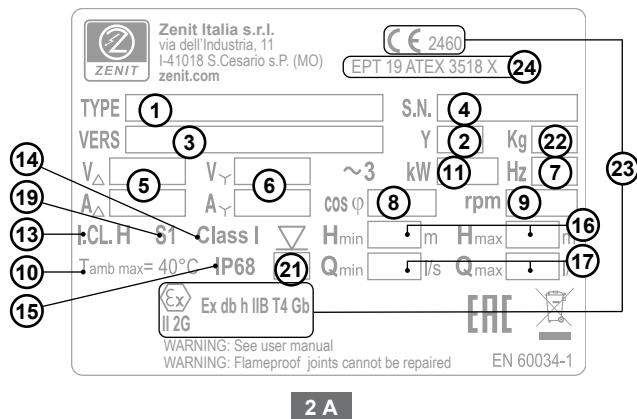 Zenit Italia s.r.l.
via dell'Industria, 11
I-41018 S.Cesario s.P. (MO)
zenit.com
ZENIT
CE 2460
EPT 19 ATEX 3518 X 24
TYPE 1 S.N. 4
VERS 3 Y 2 Kg 22
23
14
V△ 5 V 6 ~3 kW 11 Hz 7
19
A△ A cos φ 8 rpm 9
13 I.CL.H S1 Class I Hmin m Hmax m 16
10 Tamb max= 40°C IP68 21 Qmin l/s Qmax 17
15
Ex Ex db h IIB T4 Gb
II 2G
EAC
WARNING: See user manual
WARNING: Flameproof joints cannot be repaired EN 60034-1
2 A